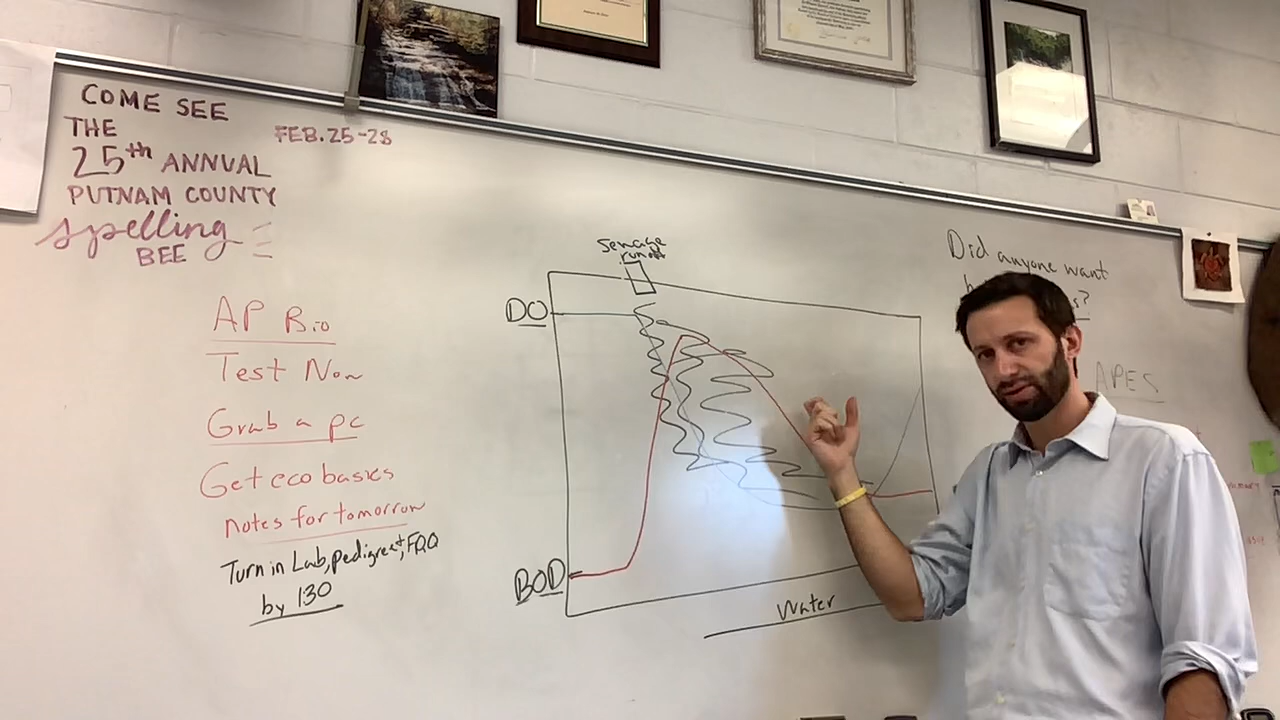 COME SEE
THE
25th ANNUAL
PUTNAM COUNTY
spelling
BEE
FEB. 25-28
AP Bio
Test Now
Grab a pc
Get eco basics
notes for tomorrow
Turn in Lab, pedigree, FRQ
by 1:30
Sewage
runoff
DO
BOD
Water
Did anyone want
APES